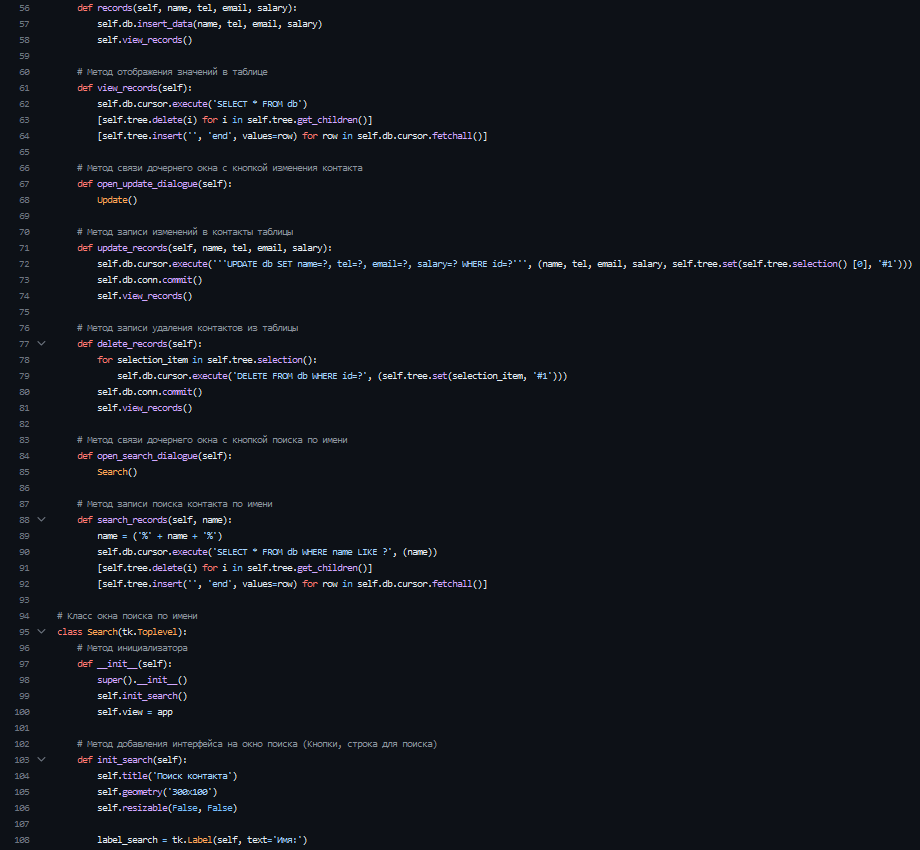 56 def records(self, name, tel, email, salary):
57 self.db.insert_data(name, tel, email, salary)
58 self.view_records()
59
60 # Метод отображения значений в таблице
61 def view_records(self):
62 self.db.cursor.execute('SELECT * FROM db')
63 [self.tree.delete(i) for i in self.tree.get_children()]
64 [self.tree.insert('', 'end', values=row) for row in self.db.cursor.fetchall()]
65
66 # Метод связи дочернего окна с кнопкой изменения контакта
67 def open_update_dialogue(self):
68 Update()
69
70 # Метод записи изменений в контакты таблицы
71 def update_records(self, name, tel, email, salary):
72 self.db.cursor.execute('''UPDATE db SET name=?, tel=?, email=?, salary=? WHERE id=?''', (name, tel, email, salary, self.tree.set(self.tree.selection() [0], '#1')))
73 self.db.conn.commit()
74 self.view_records()
75
76 # Метод записи удаления контактов из таблицы
77 def delete_records(self):
78 for selection_item in self.tree.selection():
79 self.db.cursor.execute('DELETE FROM db WHERE id=?', (self.tree.set(selection_item, '#1')))
80 self.db.conn.commit()
81 self.view_records()
82
83 # Метод связи дочернего окна с кнопкой поиска по имени
84 def open_search_dialogue(self):
85 Search()
86
87 # Метод записи поиска контакта по имени
88 def search_records(self, name):
89 name = ('%' + name + '%')
90 self.db.cursor.execute('SELECT * FROM db WHERE name LIKE ?', (name))
91 [self.tree.delete(i) for i in self.tree.get_children()]
92 [self.tree.insert('', 'end', values=row) for row in self.db.cursor.fetchall()]
93
94 # Класс окна поиска по имени
95 class Search(tk.Toplevel):
96 # Метод инициализатора
97 def __init__(self):
98 super().__init__()
99 self.init_search()
100 self.view = app
101
102 # Метод добавления интерфейса на окно поиска (Кнопки, строка для поиска)
103 def init_search(self):
104 self.title('Поиск контакта')
105 self.geometry('300x100')
106 self.resizable(False, False)
107
108 label_search = tk.Label(self, text='Имя:')